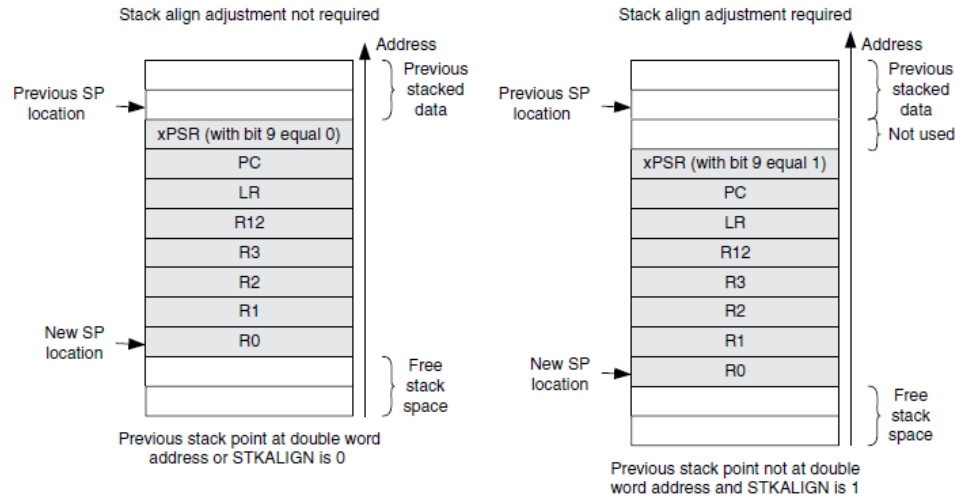 Stack align adjustment not required
Address
Previous
stacked
data
Previous SP
location
xPSR (with bit 9 equal 0)
PC
LR
R12
R3
R2
R1
R0
New SP
location
Free
stack
space
Previous stack point at double word
address or STKALIGN is 0
Stack align adjustment required
Address
Previous
stacked
data
Previous SP
location
Not used
xPSR (with bit 9 equal 1)
PC
LR
R12
R3
R2
R1
R0
New SP
location
Free
stack
space
Previous stack point not at double
word address and STKALIGN is 1